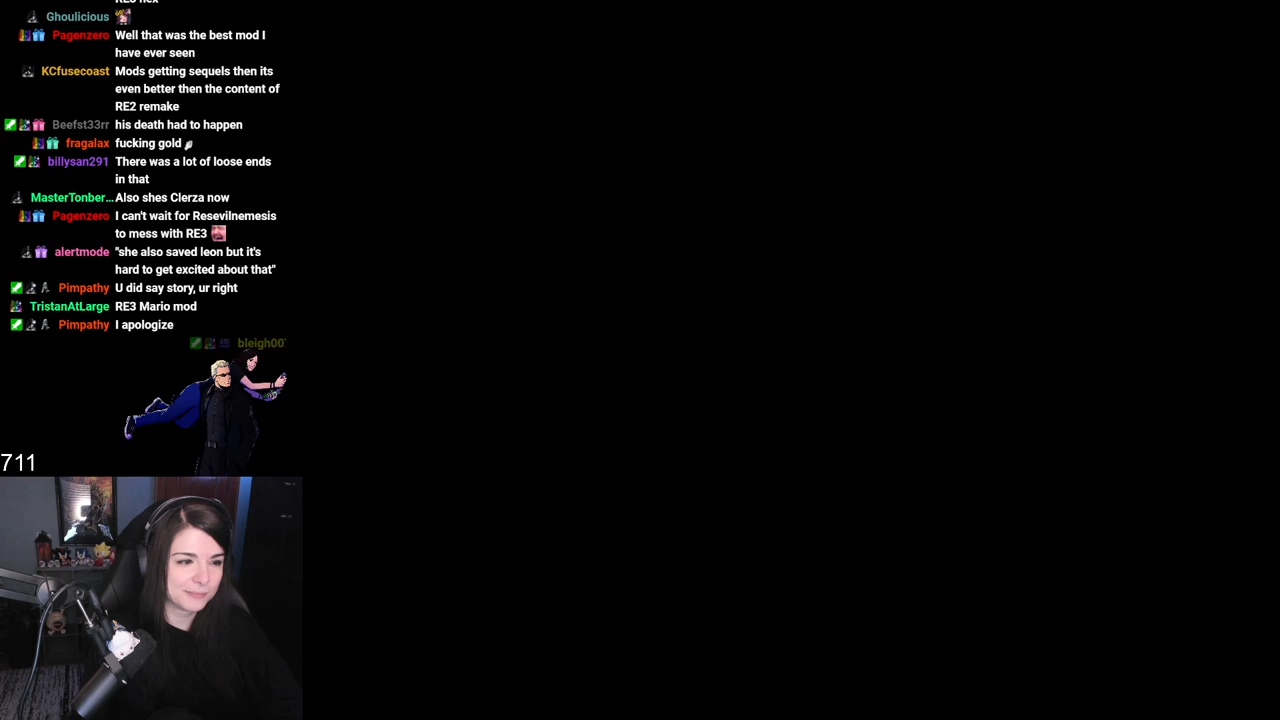 Ghoulicious
Pagenzero Well that was the best mod I
have ever seen
KCfusecoast Mods getting sequels then its
even better then the content of
RE2 remake
Beefst33rr his death had to happen
fragalax fucking gold
billysan291 There was a lot of loose ends
in that
MasterTonber... Also shes Clerza now
Pagenzero I can't wait for Resevilnemesis
to mess with RE3
alertmode "she also saved leon but it's
hard to get excited about that"
Pimpathy U did say story, ur right
TristanAtLarge RE3 Mario mod
Pimpathy I apologize
bleigh007
711